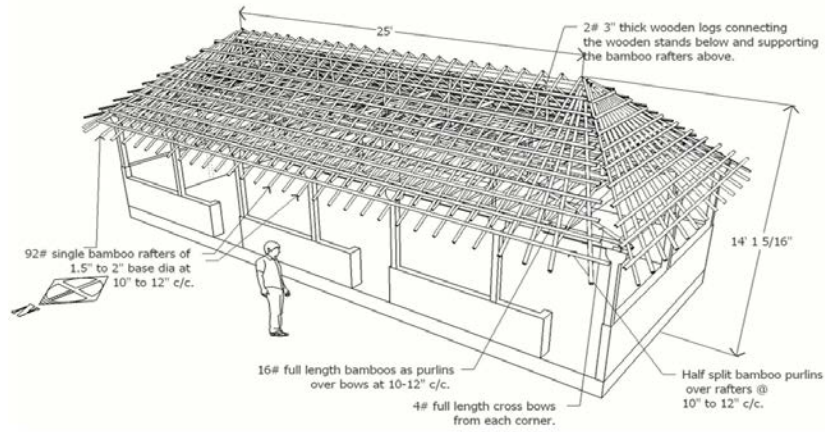 25'
2# 3" thick wooden logs connecting
the wooden stands below and supporting
the bamboo rafters above.
14' 1 5/16"
92# single bamboo rafters of
1.5" to 2" base dia at
10" to 12" c/c.
16# full length bamboos as purlins
over bows at 10-12" c/c.
4# full length cross bows
from each corner.
Half split bamboo purlins
over rafters @
10" to 12" c/c.